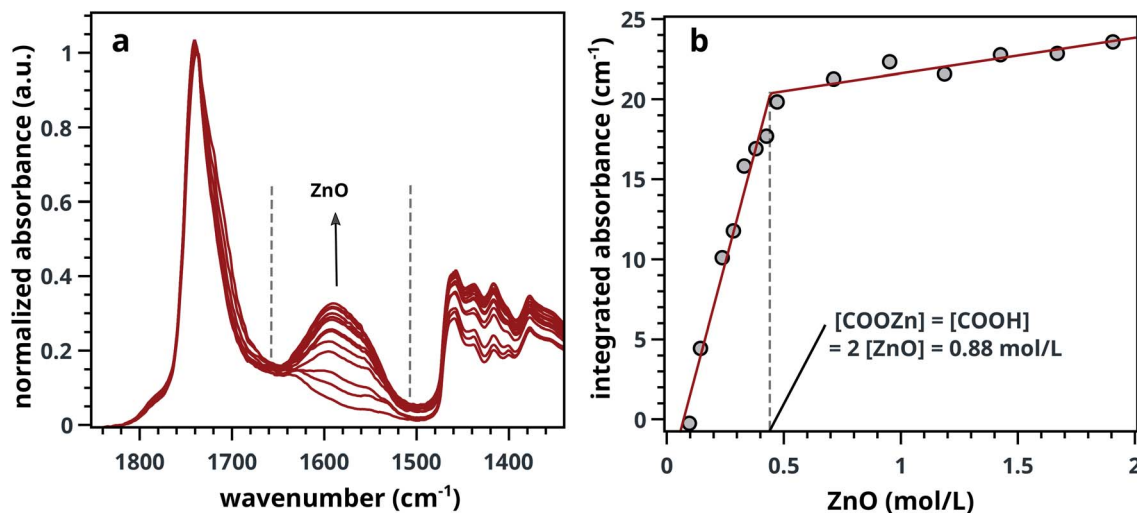 a
ZnO
normalized absorbance (a.u.)
1
0.8
0.6
0.4
0.2
0
1800 1700 1600 1500 1400
wavenumber (cm⁻¹)
b
integrated absorbance (cm⁻¹)
25
20
15
10
5
0
[COOZn] = [COOH]
= 2 [ZnO] = 0.88 mol/L
0 0.5 1 1.5 2
ZnO (mol/L)